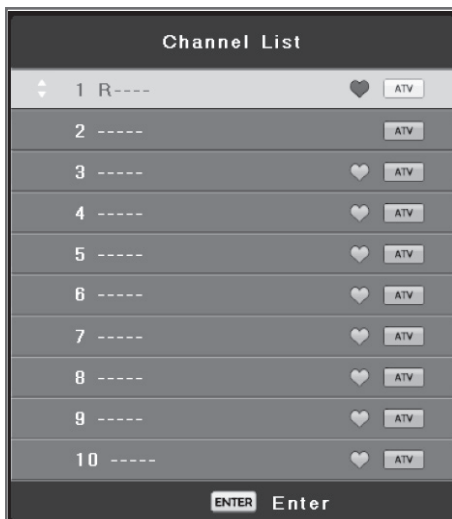 Channel List
1 R---- ATV
2 ----- ATV
3 ----- ATV
4 ----- ATV
5 ----- ATV
6 ----- ATV
7 ----- ATV
8 ----- ATV
9 ----- ATV
10 ----- ATV
ENTER Enter